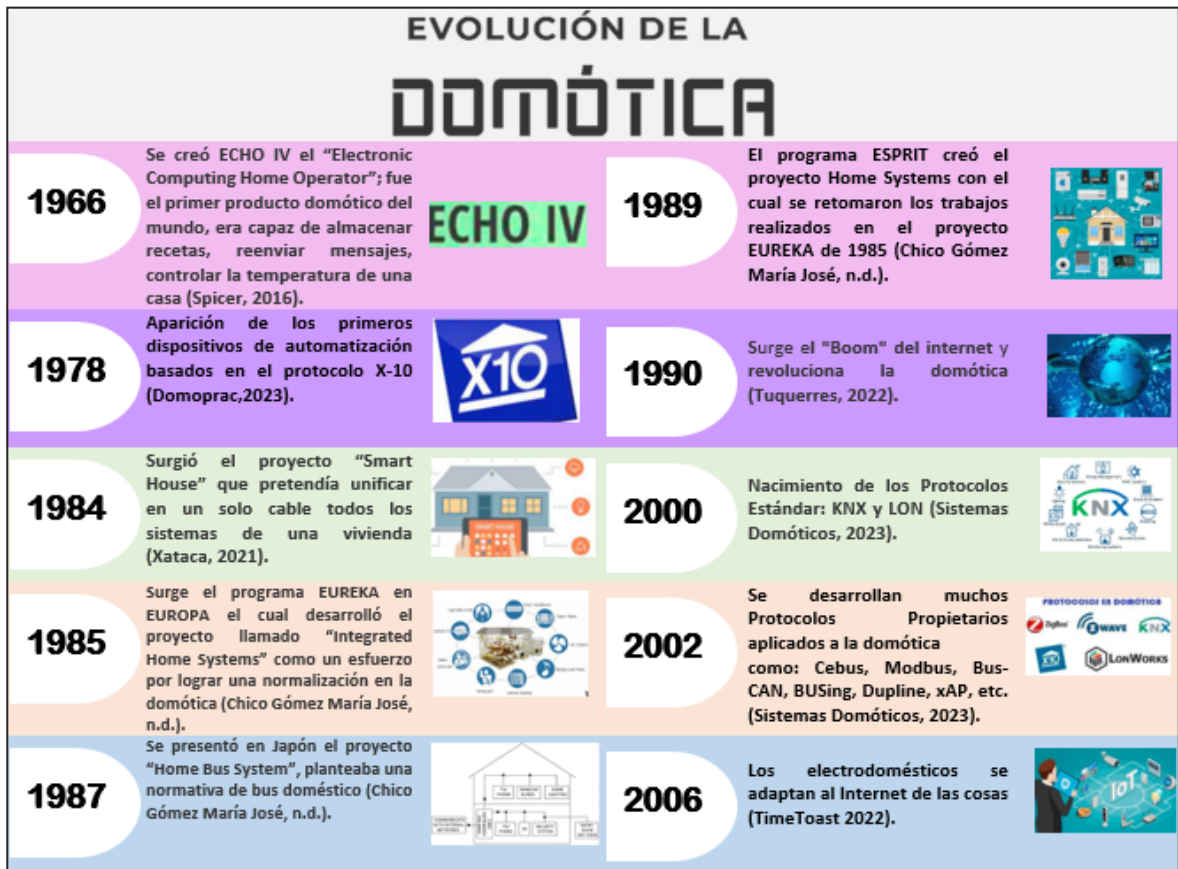 EVOLUCIÓN DE LA
DOMÓTICA
1966
Se creó ECHO IV el “Electronic
Computing Home Operator”; fue
el primer producto domótico del
mundo, era capaz de almacenar
recetas, reenviar mensajes,
controlar la temperatura de una
casa (Spicer, 2016).
ECHO IV
1978
Aparición de los primeros
dispositivos de automatización
basados en el protocolo X-10
(Domoprac,2023).
X10
1984
Surgió el proyecto “Smart
House” que pretendía unificar
en un solo cable todos los
sistemas de una vivienda
(Xataca, 2021).
SMART HOUSE
1985
Surge el programa EUREKA en
EUROPA el cual desarrolló el
proyecto llamado “Integrated
Home Systems” como un esfuerzo
por lograr una normalización en la
domótica (Chico Gómez María José,
n.d.).
1987
Se presentó en Japón el proyecto
“Home Bus System”, planteaba una
normativa de bus doméstico (Chico
Gómez María José, n.d.).
1989
El programa ESPRIT creó el
proyecto Home Systems con el
cual se retomaron los trabajos
realizados en el proyecto
EUREKA de 1985 (Chico Gómez
María José, n.d.).
1990
Surge el "Boom" del internet y
revoluciona la domótica
(Tuquerres, 2022).
2000
Nacimiento de los Protocolos
Estándar: KNX y LON (Sistemas
Domóticos, 2023).
KNX
2002
Se desarrollan muchos
Protocolos Propietarios
aplicados a la domótica
como: Cebus, Modbus, Bus-
CAN, BUSing, Dupline, xAP, etc.
(Sistemas Domóticos, 2023).
PROTOCOLOS EN DOMÓTICA
ZigBee
Z WAVE
KNX
X10
LONWORKS
2006
Los electrodomésticos se
adaptan al Internet de las cosas
(TimeToast 2022).
IoT